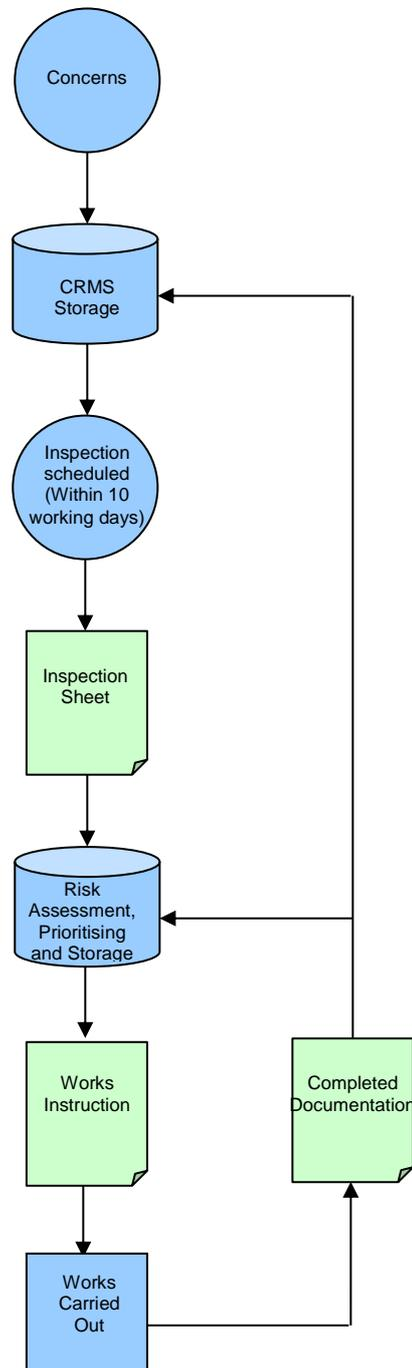 Concerns
CRMS
Storage
Inspection
scheduled
(Within 10
working days)
Inspection
Sheet
Risk
Assessment,
Prioritising
and Storage
Works
Instruction
Completed
Documentation
Works
Carried
Out